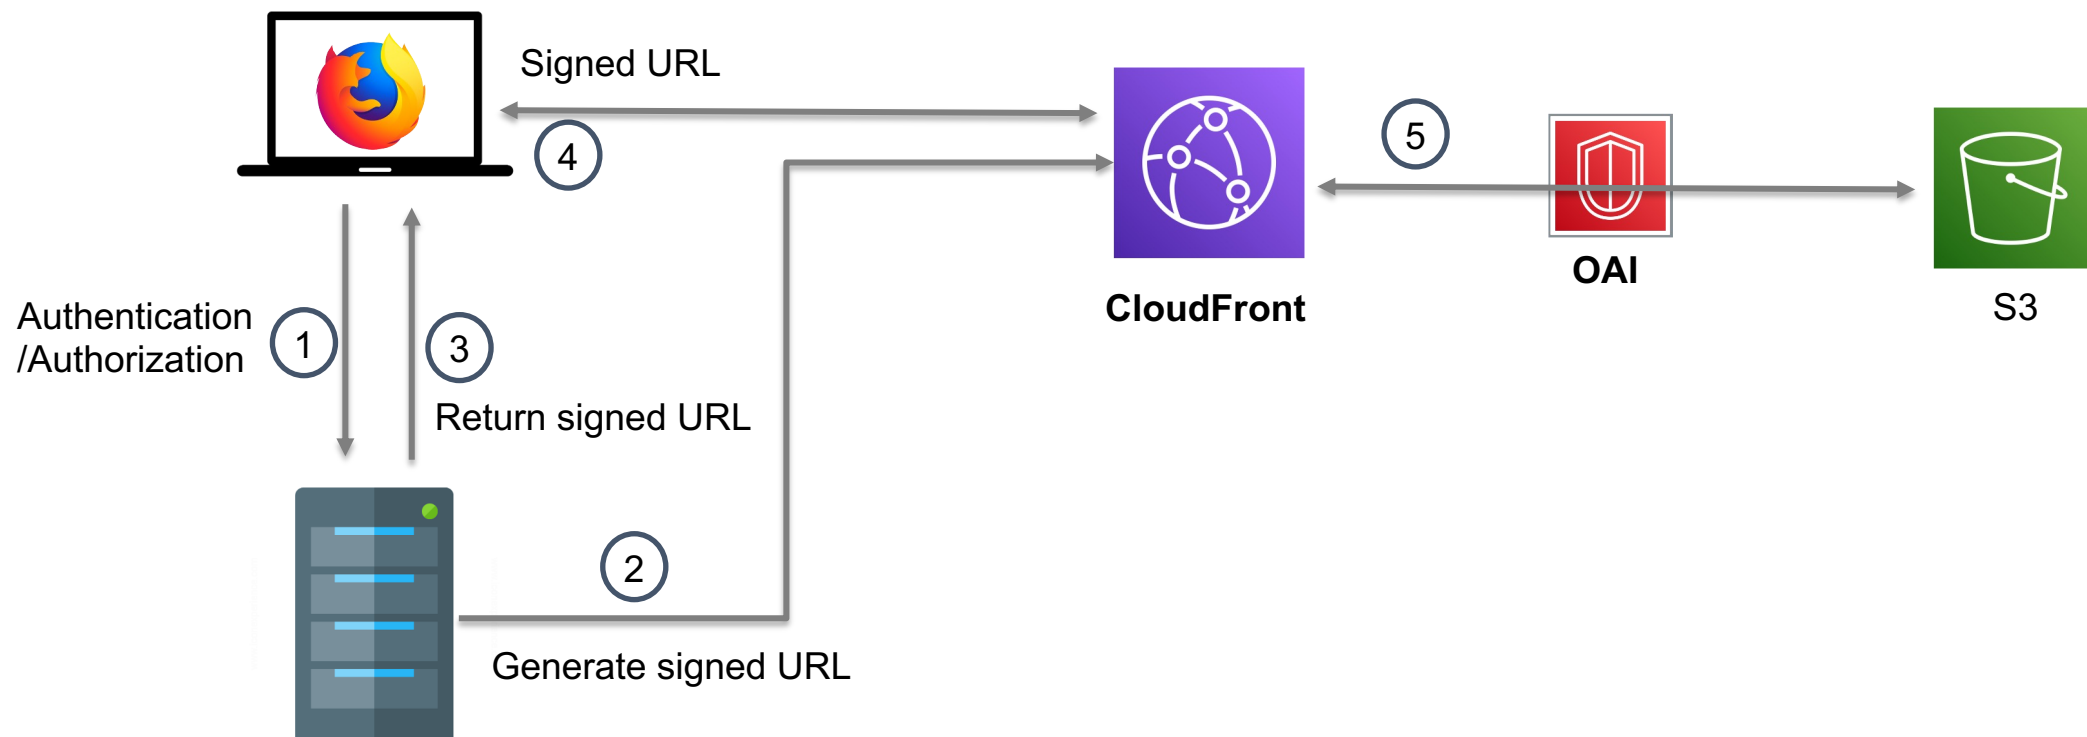 Signed URL
4
5
OAI
CloudFront
S3
Authentication
/Authorization
1
3
Return signed URL
2
Generate signed URL